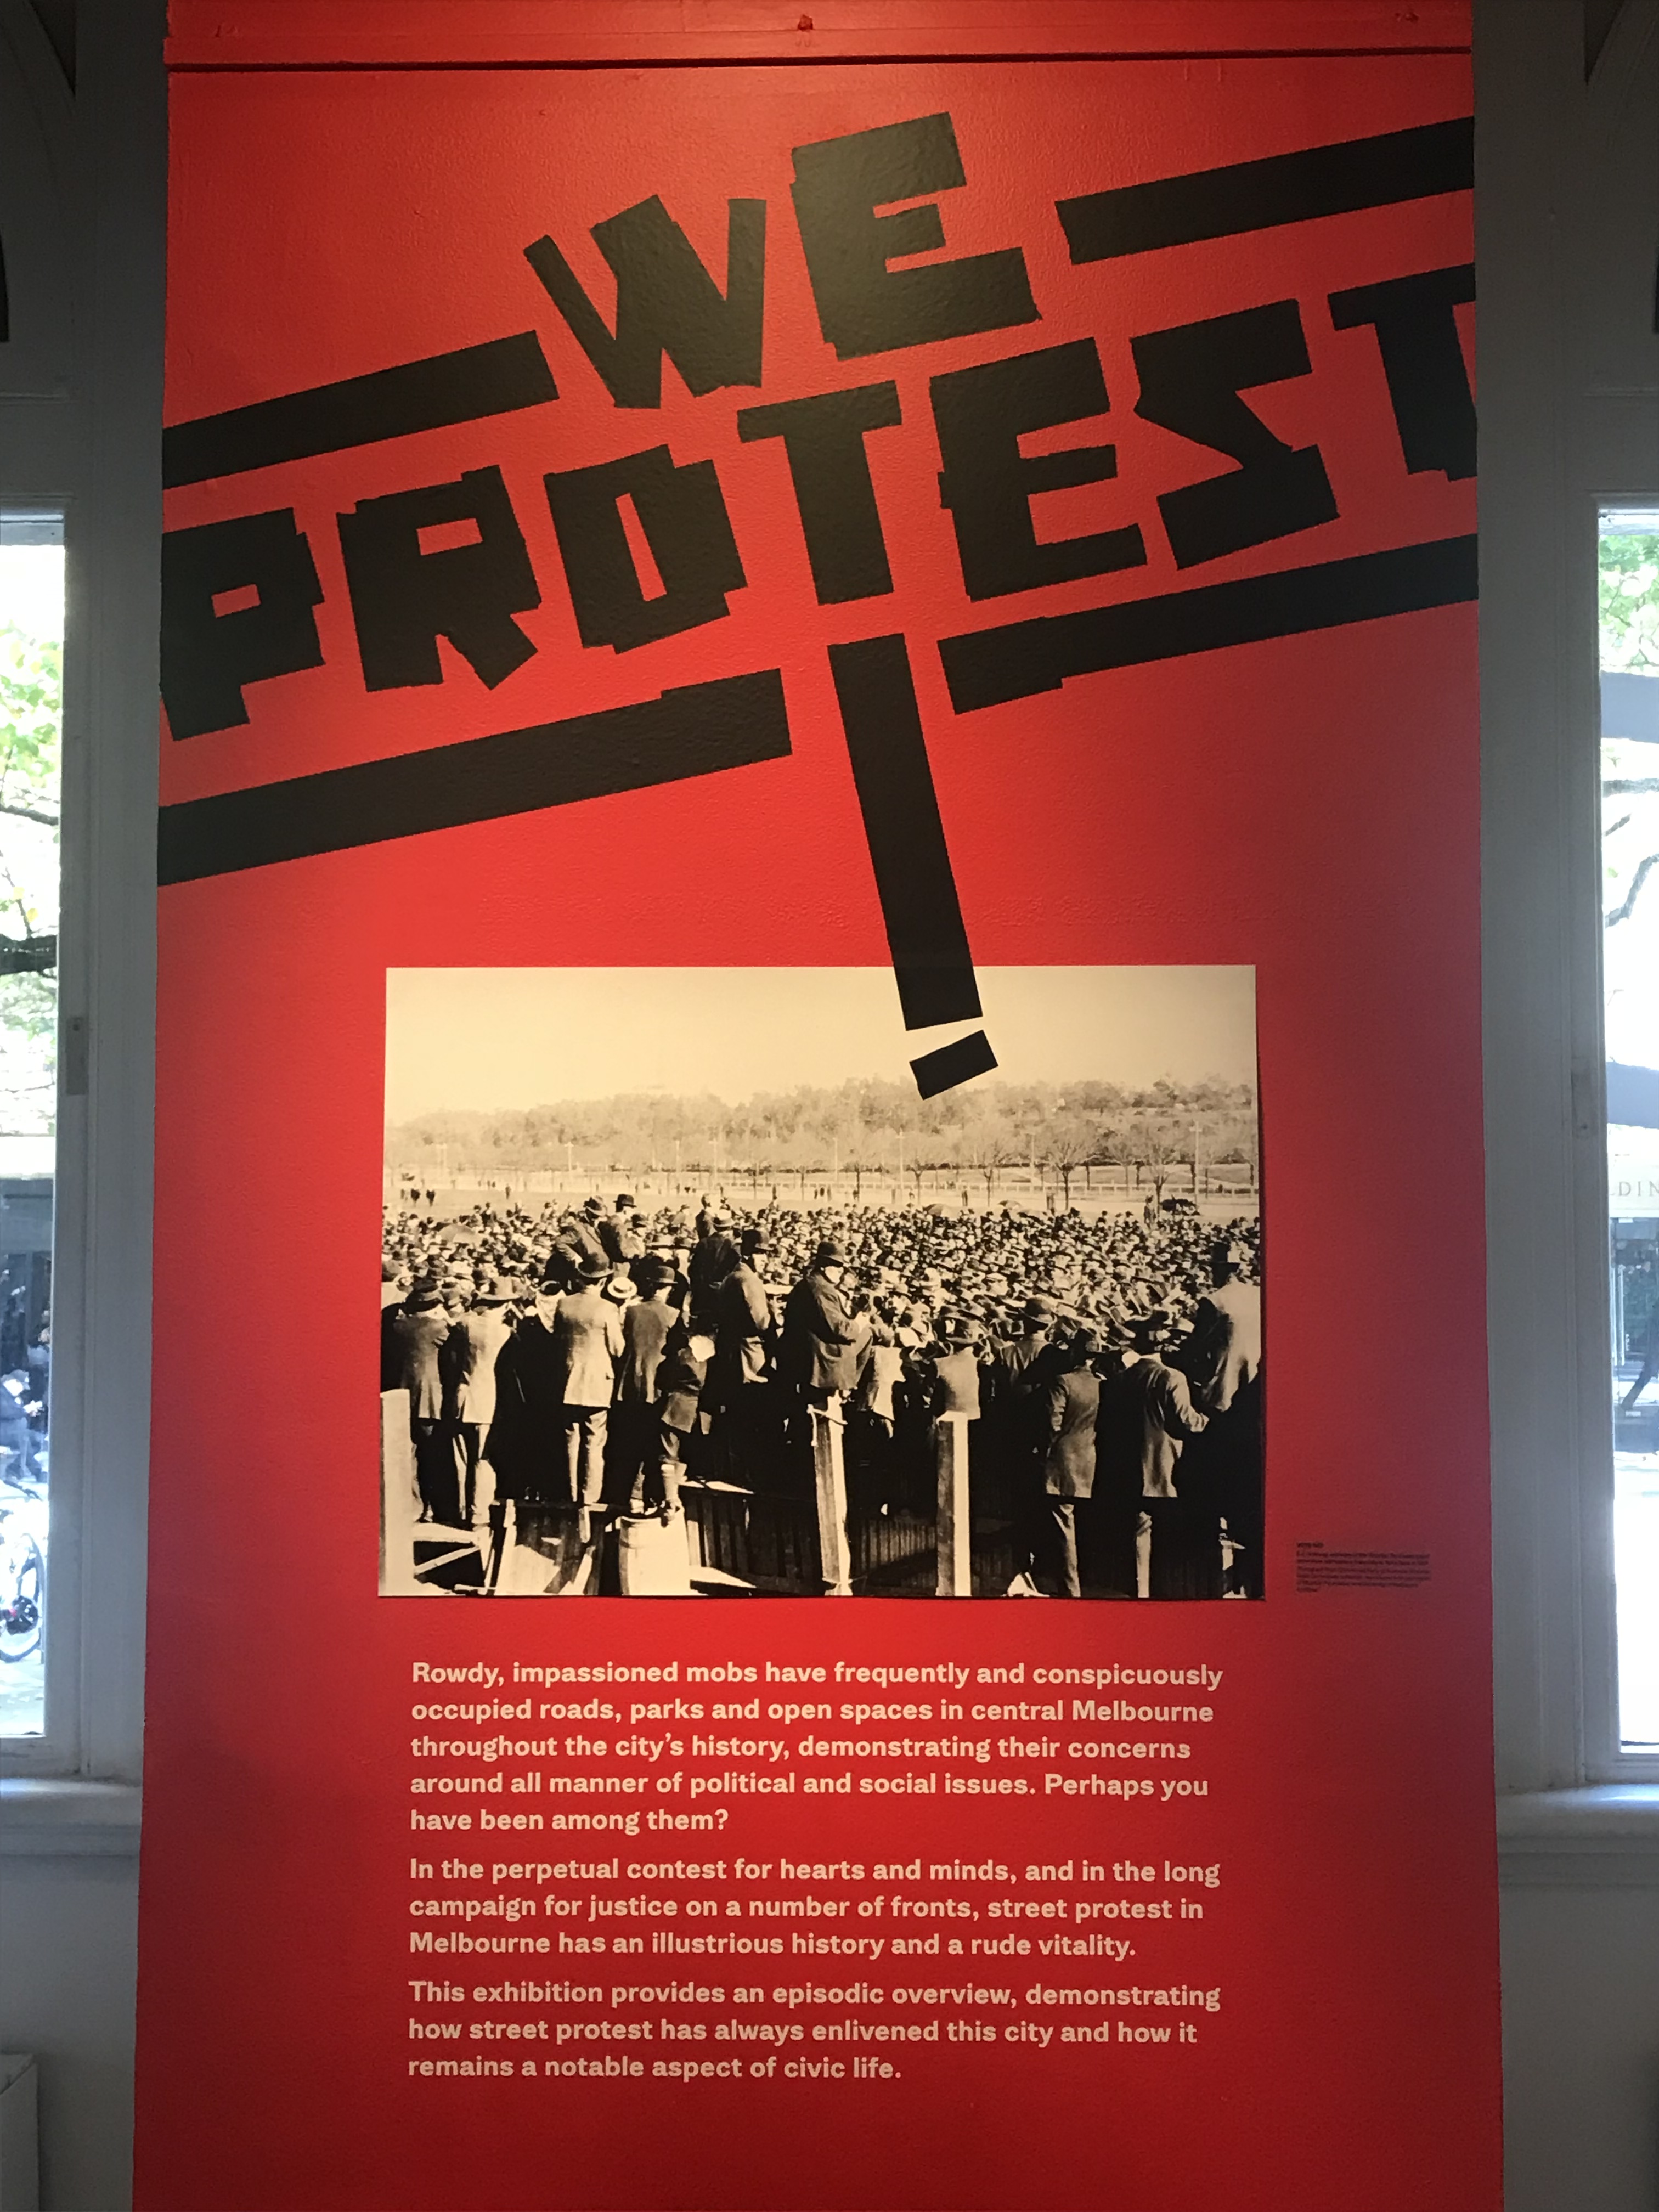 WE
PROTEST
!
Rowdy, impassioned mobs have frequently and conspicuously
occupied roads, parks and open spaces in central Melbourne
throughout the city's history, demonstrating their concerns
around all manner of political and social issues. Perhaps you
have been among them?
In the perpetual contest for hearts and minds, and in the long
campaign for justice on a number of fronts, street protest in
Melbourne has an illustrious history and a rude vitality.
This exhibition provides an episodic overview, demonstrating
how street protest has always enlivened this city and how it
remains a notable aspect of civic life.